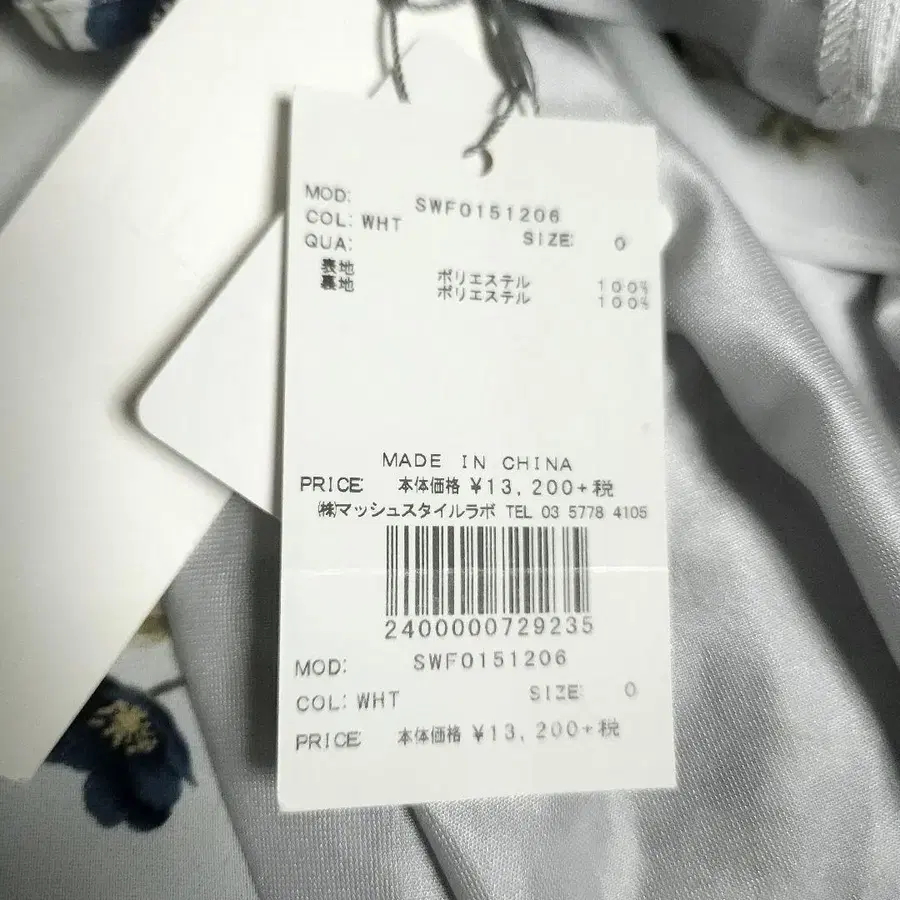 MOD: SWF0151206
COL: WHT SIZE: 0
QUA:
表地 ポリエステル 100%
裏地 ポリエステル 100%
MADE IN CHINA
PRICE 本体価格 ¥13,200+税
㈱マッシュスタイルラボ TEL 03 5778 4105
2400000729235
MOD: SWF0151206
COL: WHT SIZE: 0
PRICE 本体価格 ¥13,200+税